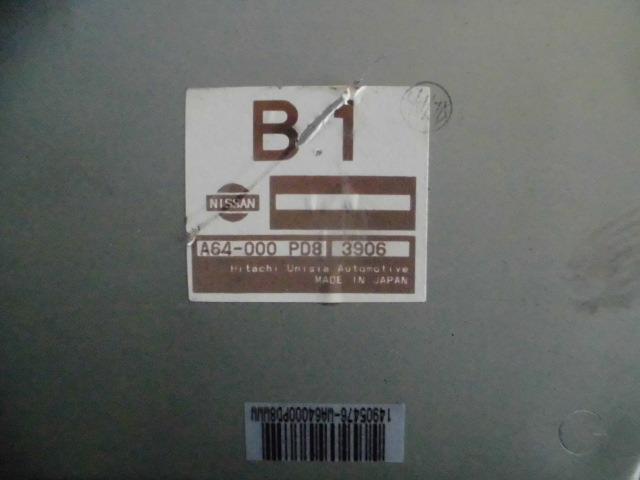 B 1
NISSAN
A64-000 PD8 3906
Hitachi Unisia Automotive
MADE IN JAPAN